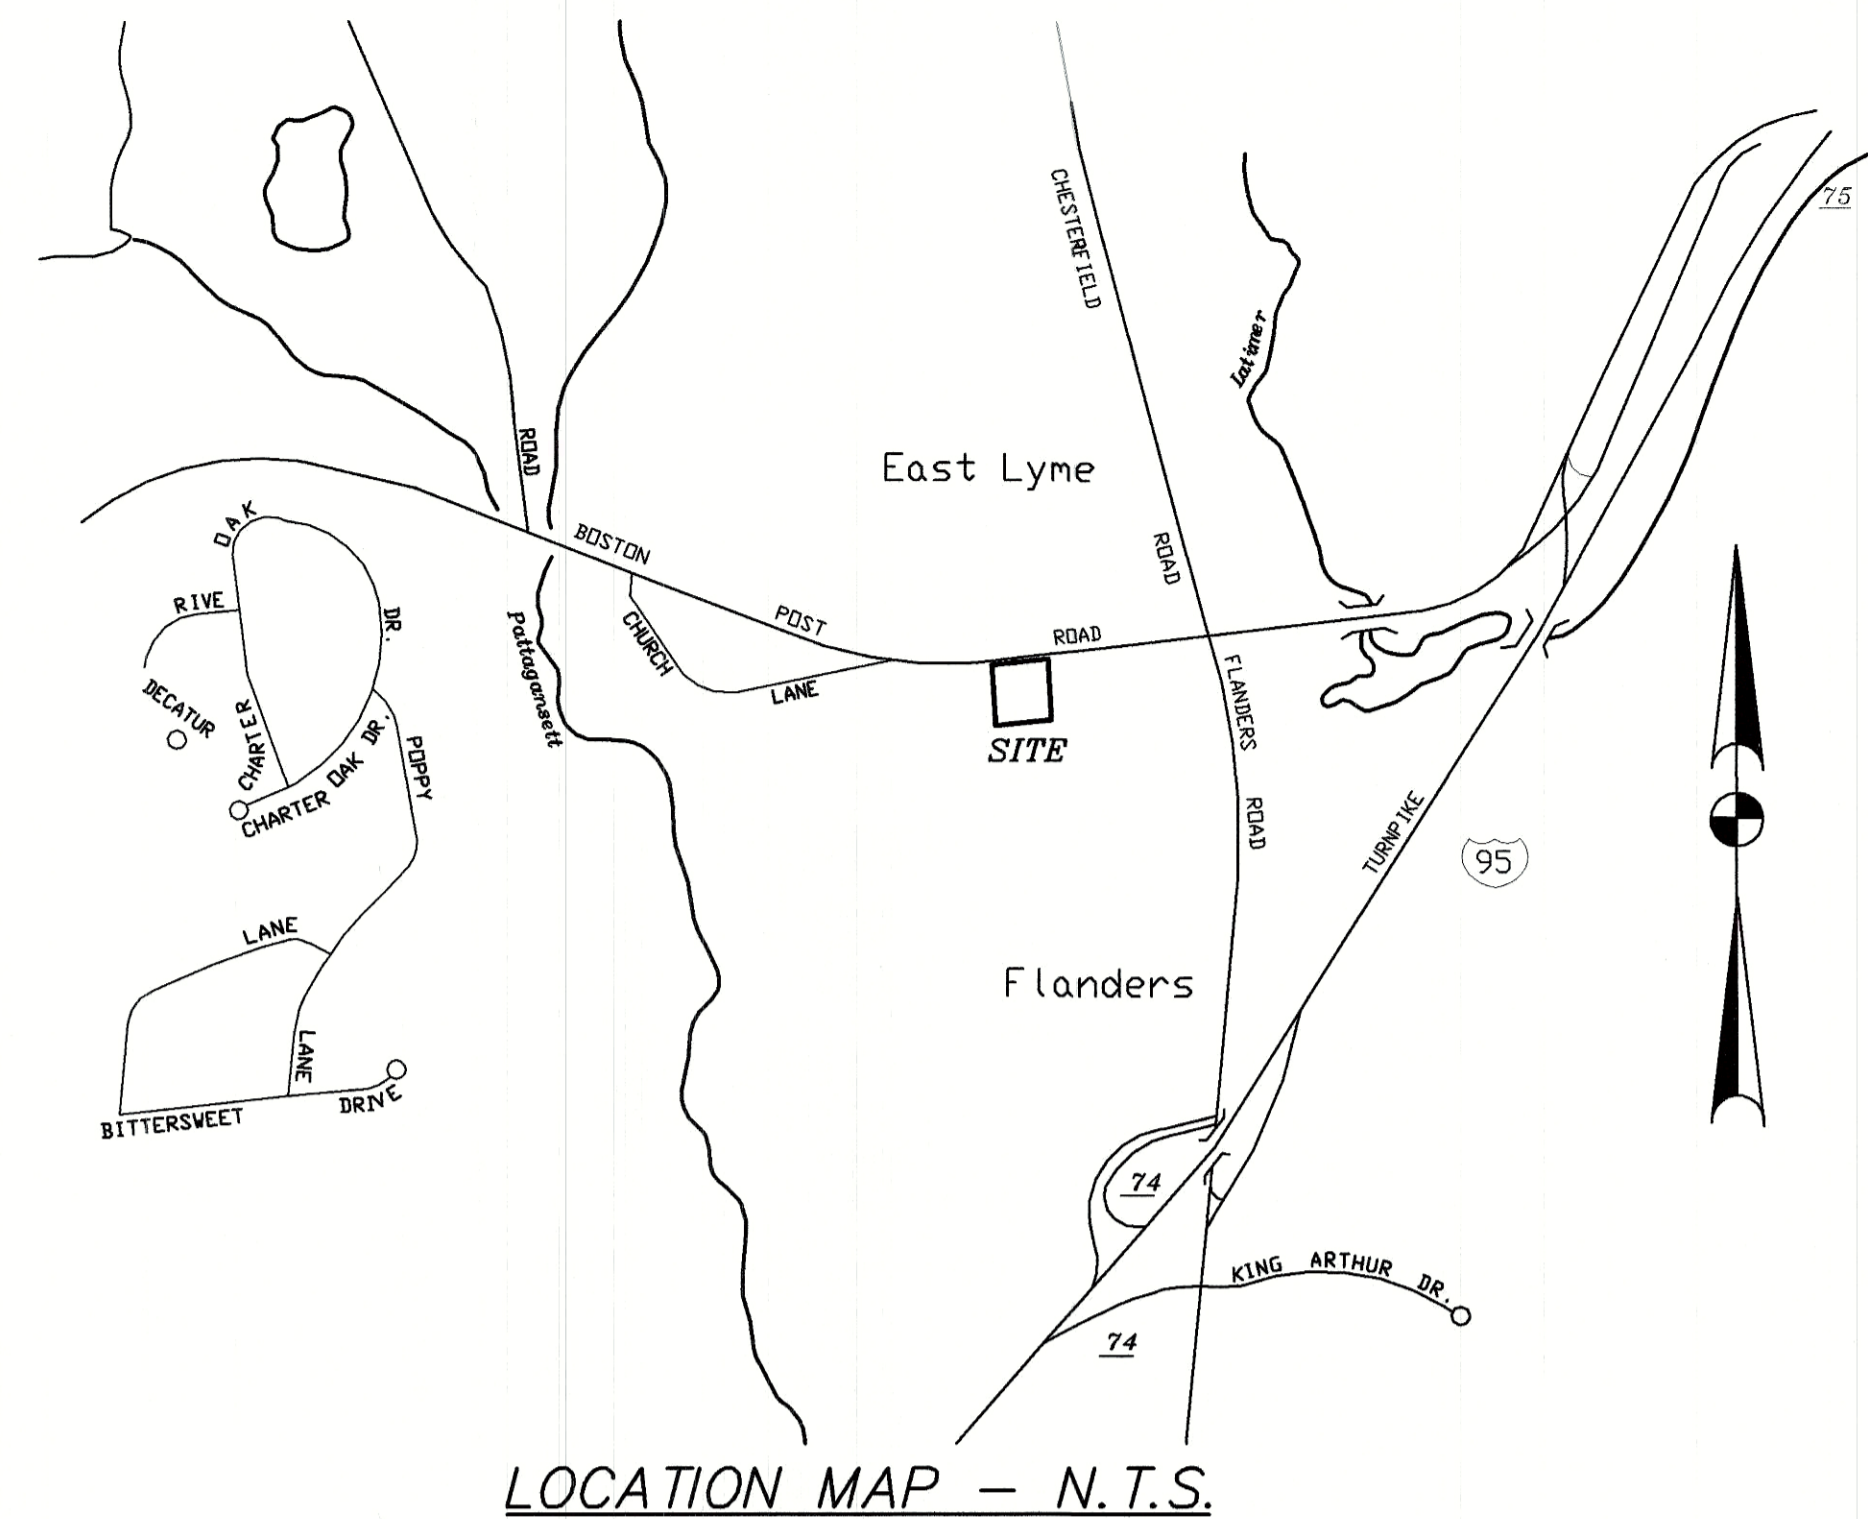 75
CHESTERFIELD
Latimer
ROAD
East Lyme
OAK
BOSTON
ROAD
RIVE
DR.
Pattagansett
CHURCH
POST
ROAD
LANE
SITE
FLANDERS
DECATUR
CHARTER
CHARTER OAK DR.
POPPY
ROAD
TURNPIKE
95
LANE
Flanders
LANE
BITTERSWEET
DRIVE
74
KING ARTHUR DR.
74
LOCATION MAP - N.T.S.